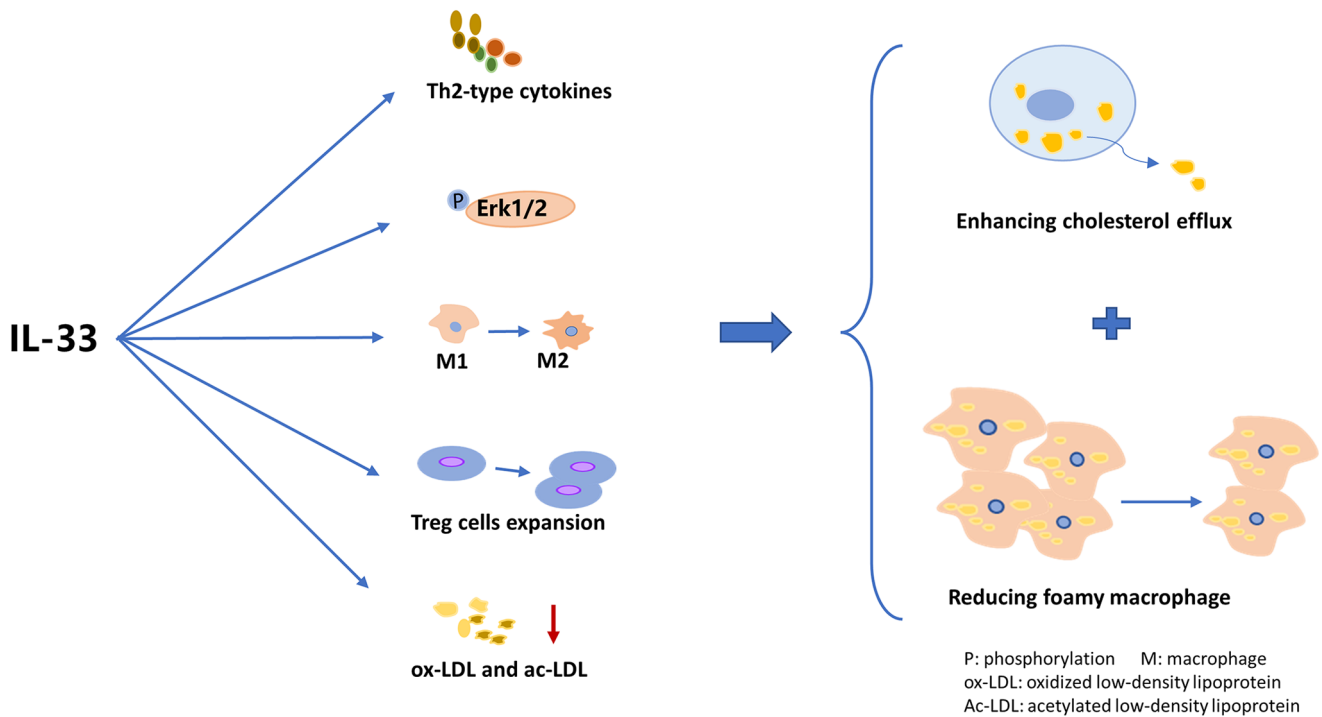 IL-33
Th2-type cytokines
P
Erk1/2
M1
M2
Treg cells expansion
ox-LDL and ac-LDL
Enhancing cholesterol efflux
Reducing foamy macrophage
P: phosphorylation M: macrophage
ox-LDL: oxidized low-density lipoprotein
Ac-LDL: acetylated low-density lipoprotein